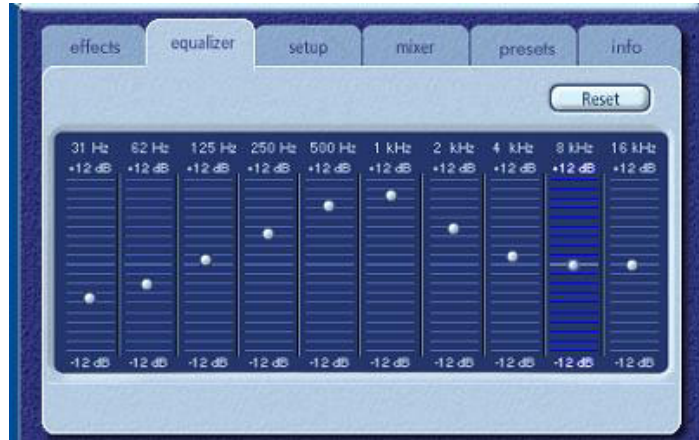 effects equalizer setup mixer presets info
Reset
31 Hz 62 Hz 125 Hz 250 Hz 500 Hz 1 kHz 2 kHz 4 kHz 8 kHz 16 kHz
+12 dB +12 dB +12 dB +12 dB +12 dB +12 dB +12 dB +12 dB +12 dB +12 dB
-12 dB -12 dB -12 dB -12 dB -12 dB -12 dB -12 dB -12 dB -12 dB -12 dB